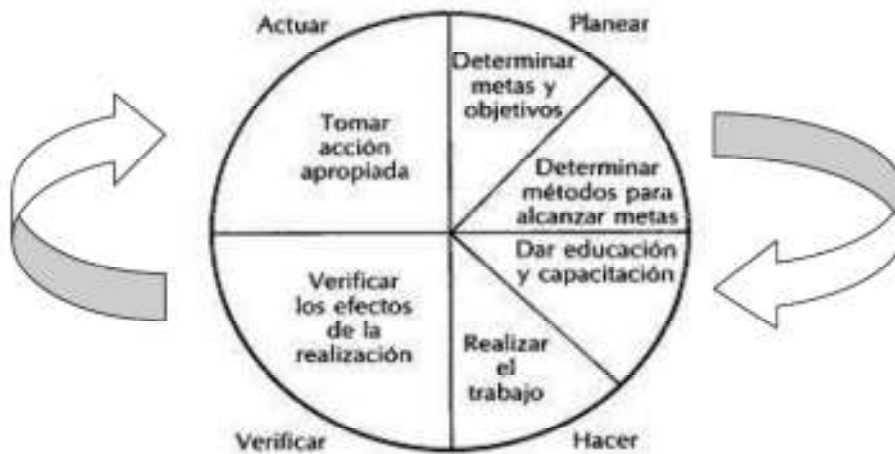 Actuar
Planear
Determinar
metas y
objetivos
Tomar
acción
apropiada
Determinar
métodos para
alcanzar metas
Dar educación
y capacitación
Verificar
los efectos
de la
realización
Realizar
el
trabajo
Verificar
Hacer